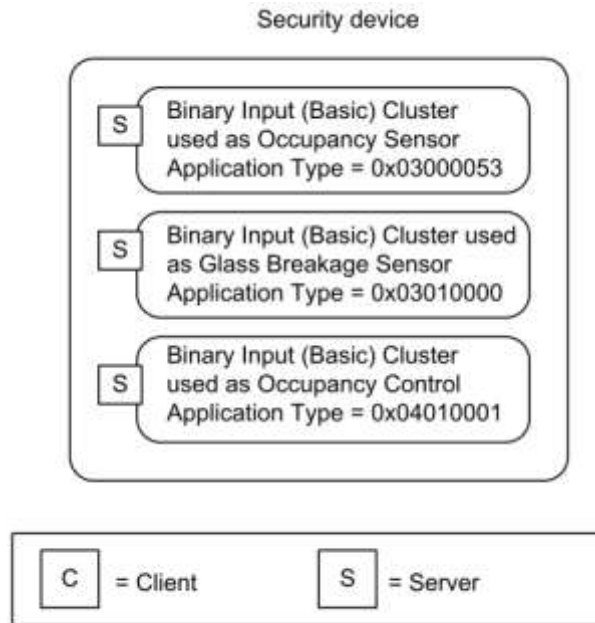 Security device
S
Binary Input (Basic) Cluster
used as Occupancy Sensor
Application Type = 0x03000053
S
Binary Input (Basic) Cluster used
as Glass Breakage Sensor
Application Type = 0x03010000
S
Binary Input (Basic) Cluster
used as Occupancy Control
Application Type = 0x04010001
C = Client S = Server